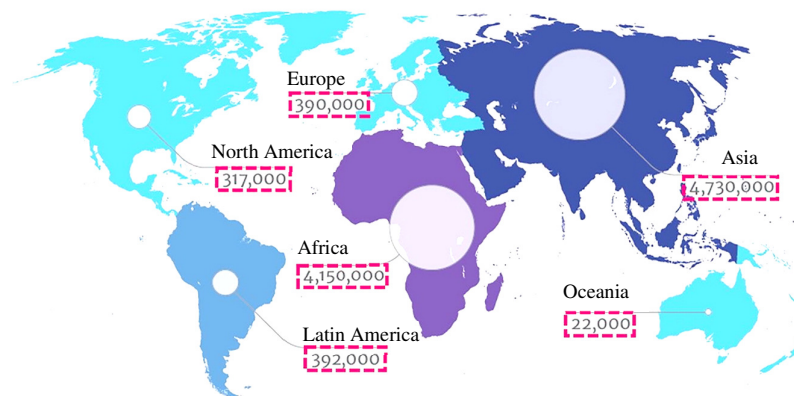 Europe
390,000
North America
317,000
Asia
4,730,000
Africa
4,150,000
Oceania
22,000
Latin America
392,000